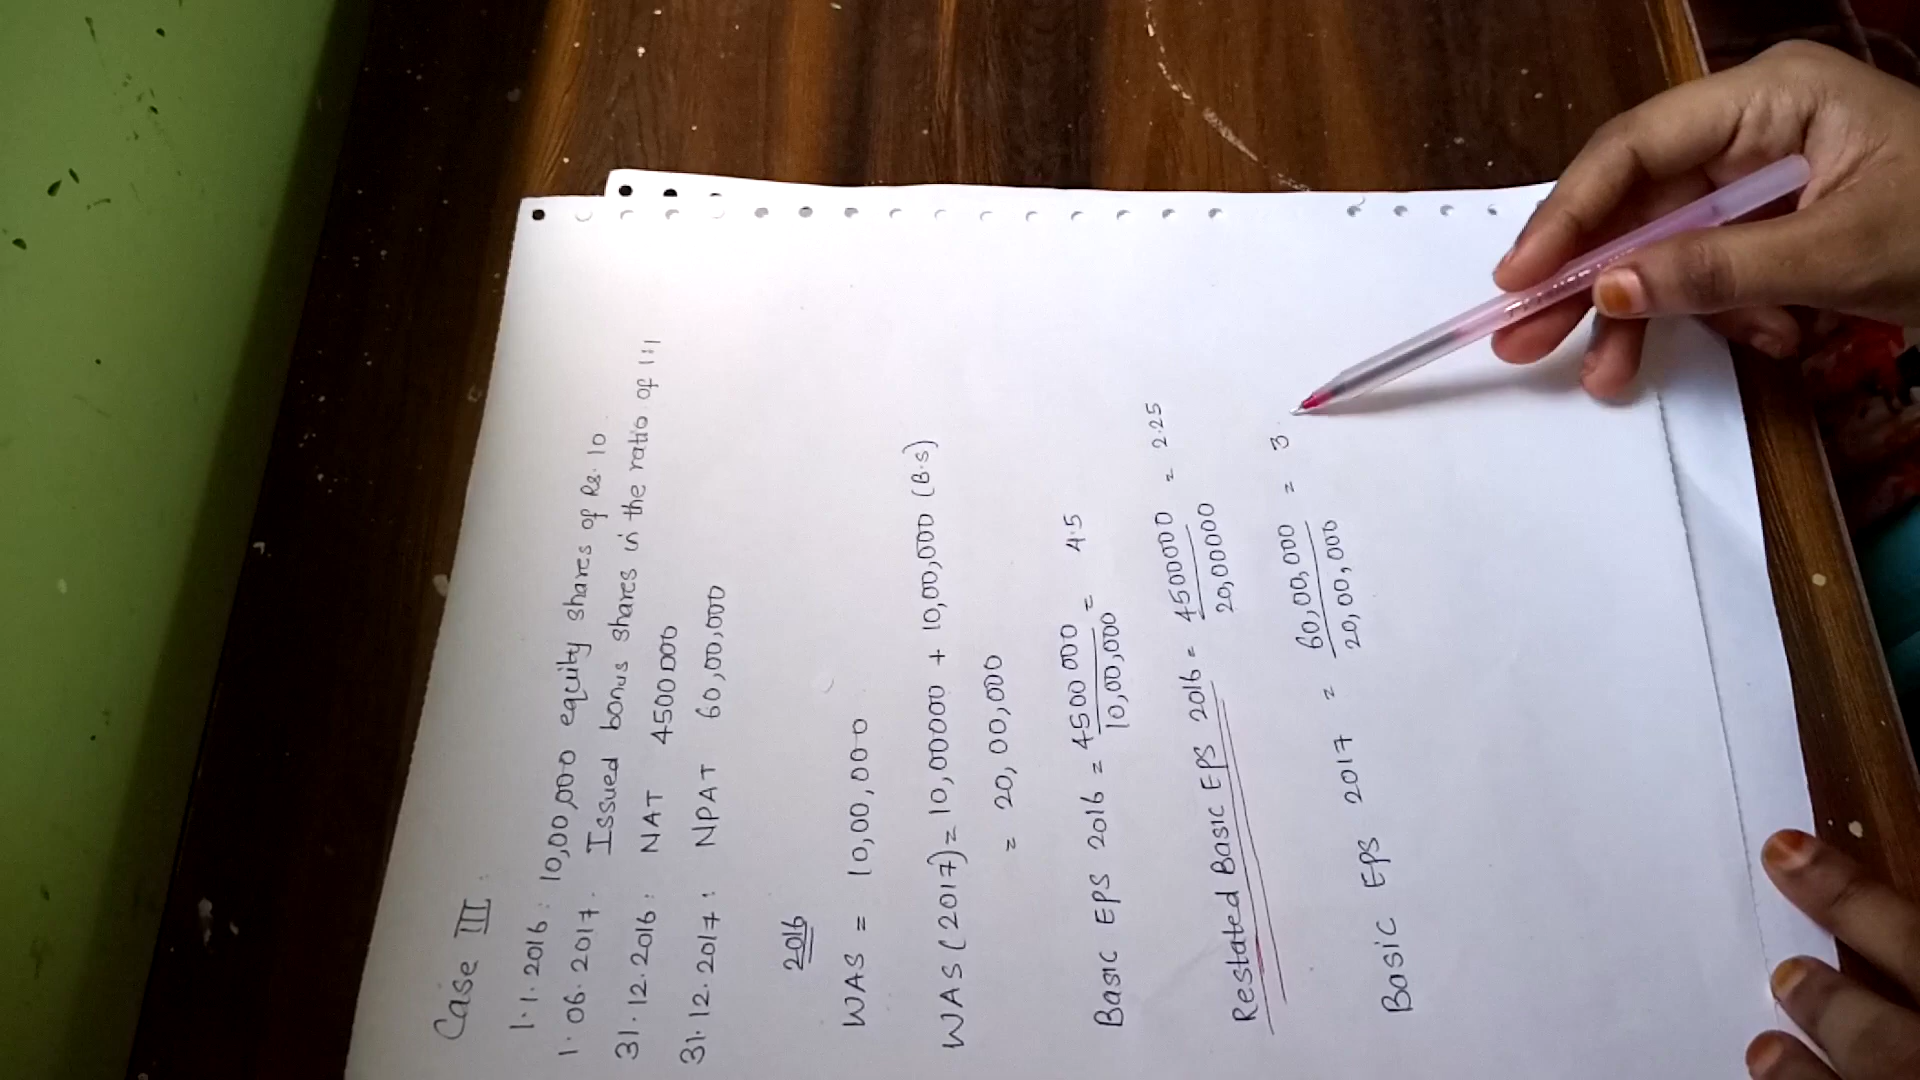 Case III.
1.1.2016: 10,00,000 equity shares of Rs. 10
1.06.2017. Issued bonus shares in the ratio of 1:1
31.12.2016: NAT 4500000
31.12.2017: NPAT 60,00,000
2016
WAS = 10,00,000
WAS (2017) = 10,00000 + 10,00,000 (B.S)
= 20,00,000
Basic EPS 2016 = 4500000 / 10,00,000 = 4.5
Restated Basic EPS 2016 = 4500000 / 20,00000 = 2.25
Basic EPS 2017 = 60,00,000 / 20,00,000 = 3